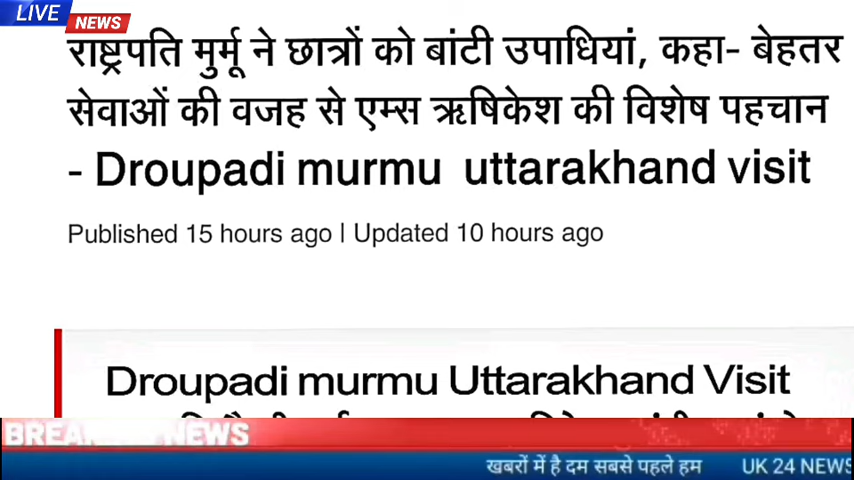 LIVE
NEWS
राष्ट्रपति मुर्मू ने छात्रों को बांटी उपाधियां, कहा- बेहतर
सेवाओं की वजह से एम्स ऋषिकेश की विशेष पहचान
- Droupadi murmu uttarakhand visit
Published 15 hours ago | Updated 10 hours ago
Droupadi murmu Uttarakhand Visit
BREAKING NEWS
खबरों में है दम सबसे पहले हम UK 24 NEWS